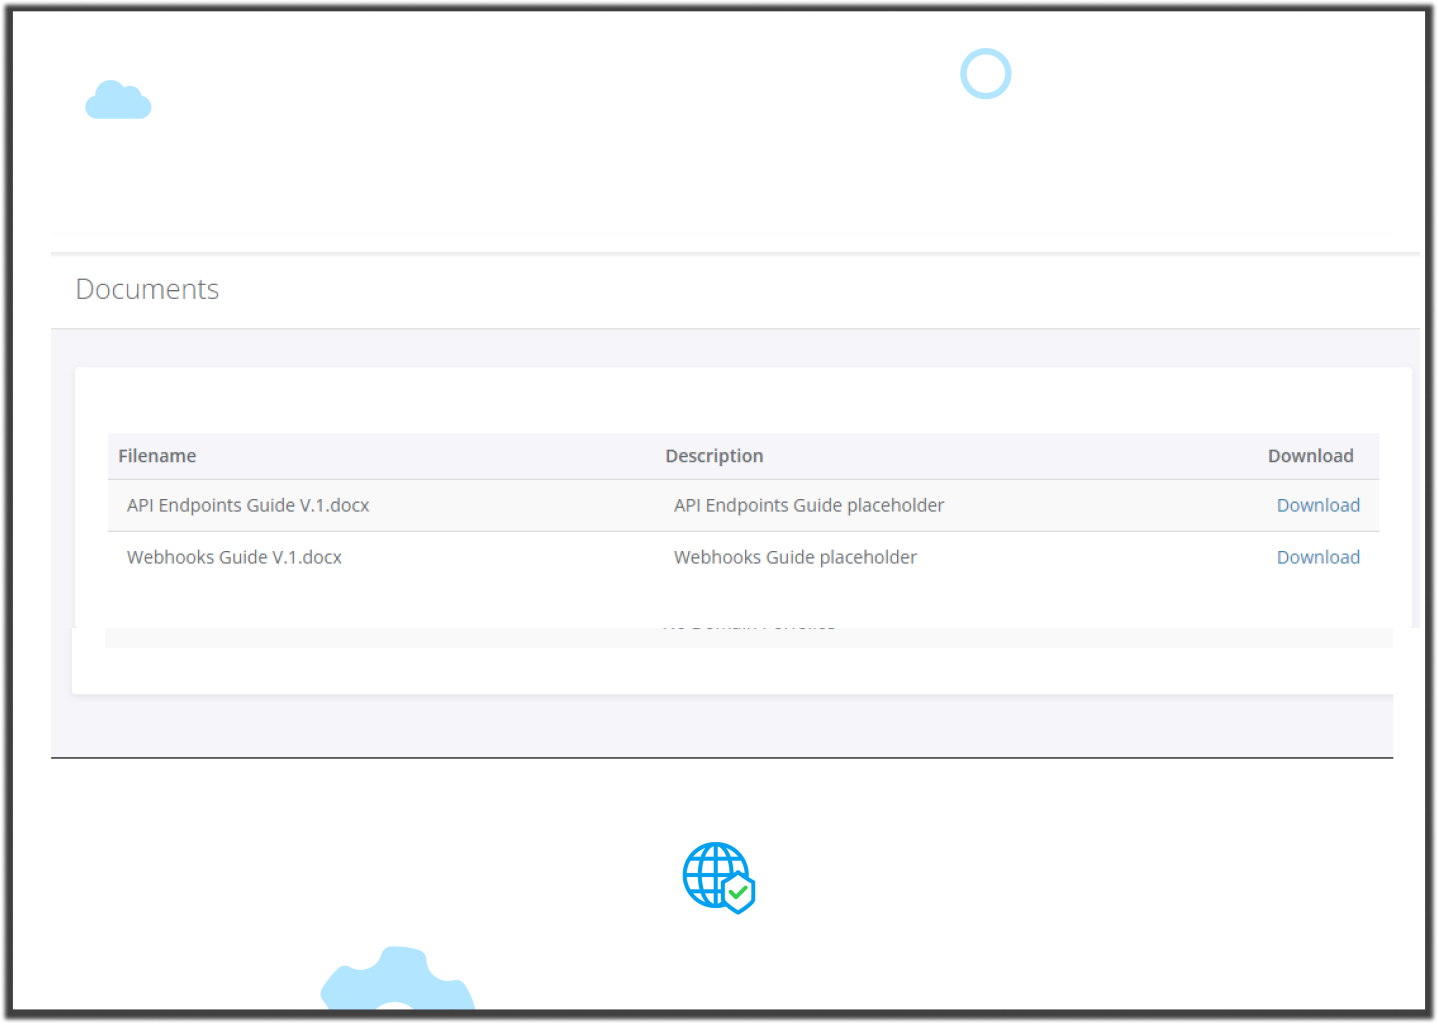 Documents
Filename Description Download
API Endpoints Guide V.1.docx API Endpoints Guide placeholder Download
Webhooks Guide V.1.docx Webhooks Guide placeholder Download